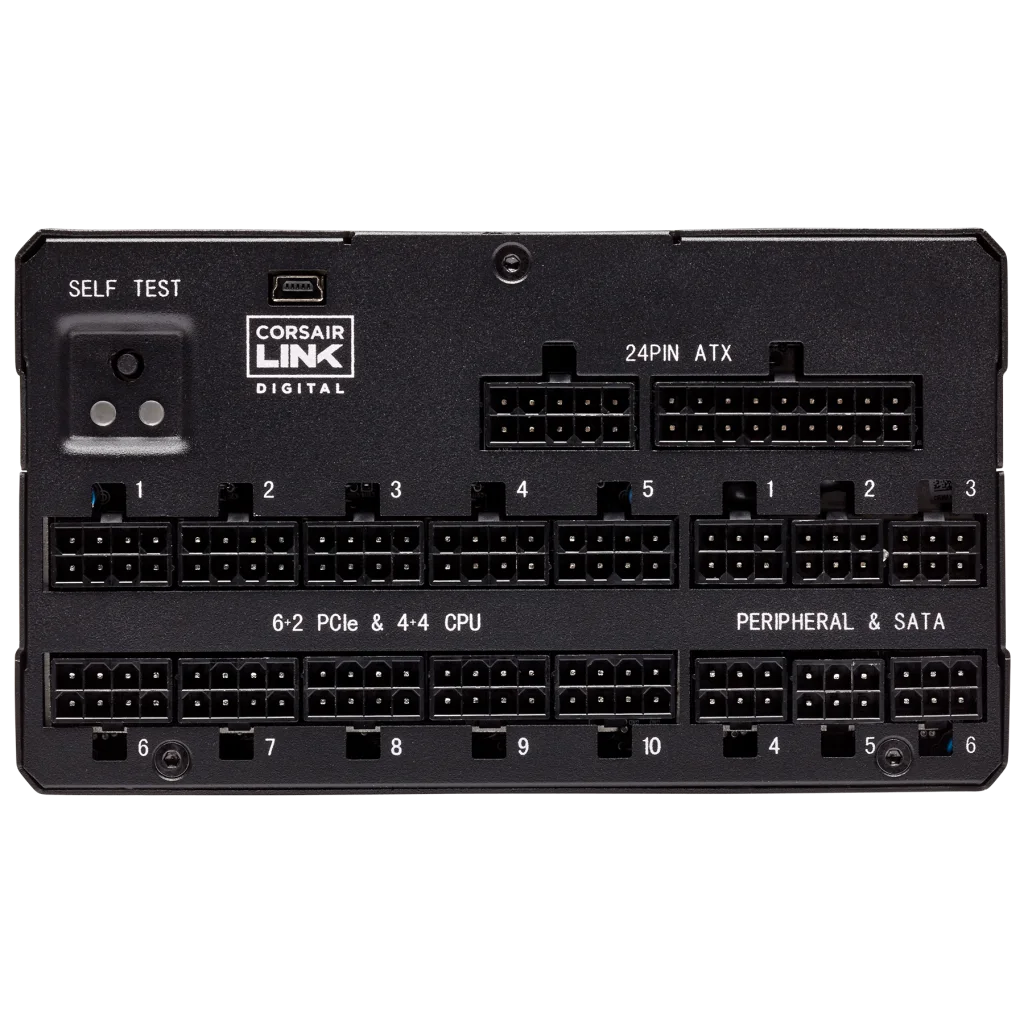 SELF TEST
CORSAIR
LINK
DIGITAL
24PIN ATX
1 2 3 4 5 1 2 3
6+2 PCIe & 4+4 CPU
PERIPHERAL & SATA
6 7 8 9 10 4 5 6